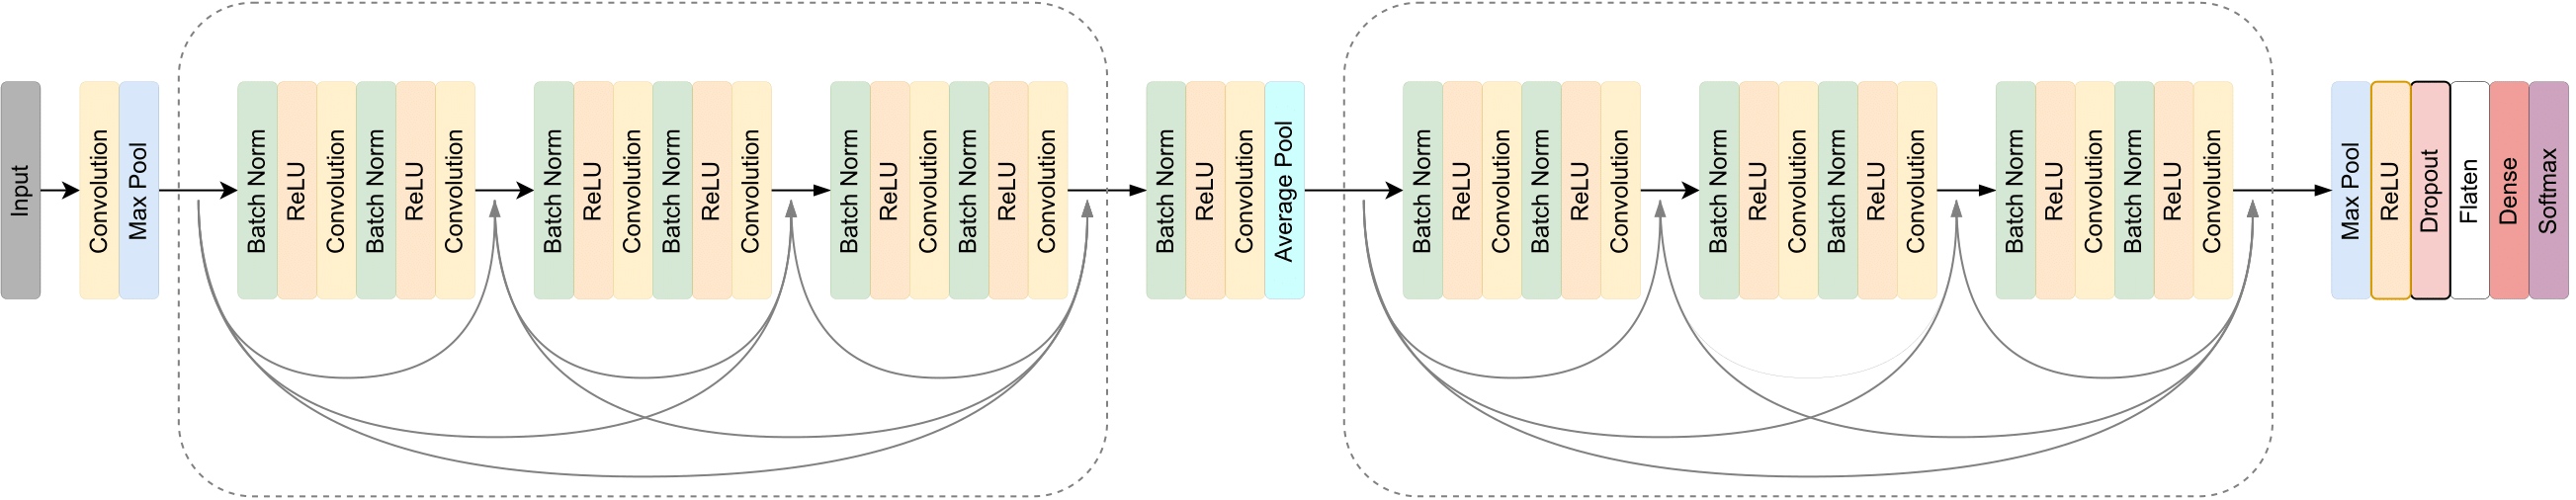 Input
Convolution
Max Pool
Batch Norm
ReLU
Convolution
Batch Norm
ReLU
Convolution
Batch Norm
ReLU
Convolution
Batch Norm
ReLU
Convolution
Batch Norm
ReLU
Convolution
Batch Norm
ReLU
Convolution
Batch Norm
ReLU
Convolution
Average Pool
Batch Norm
ReLU
Convolution
Batch Norm
ReLU
Convolution
Batch Norm
ReLU
Convolution
Batch Norm
ReLU
Convolution
Batch Norm
ReLU
Convolution
Batch Norm
ReLU
Convolution
Max Pool
ReLU
Dropout
Flaten
Dense
Softmax